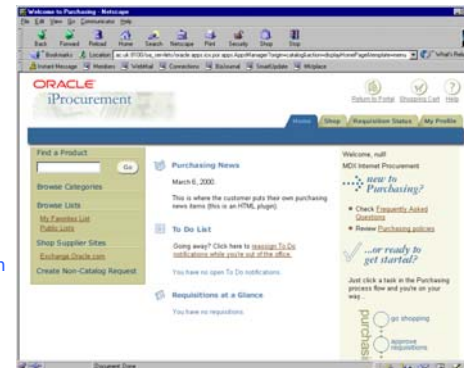 Welcome to Purchasing - Netscape
File Edit View Go Communicator Help
Back Forward Reload Home Search Netscape Print Security Shop Stop
Bookmarks Location
What's Related
Instant Message Members WebMail Connections BizJournal SmartUpdate Mktplace
ORACLE
iProcurement
Return to Portal Shopping Cart Help
Home Shop Requisition Status My Profile
Find a Product
Go
Browse Categories
Browse Lists
My Favorites List
Public Lists
Shop Supplier Sites
Exchange.Oracle.com
Create Non-Catalog Request
Purchasing News
March 6, 2000.
This is where the customer puts their own purchasing
news items (this is an HTML plugin)
To Do List
Going away? Click here to reassign To Do
notifications while you're out of the office.
You have no open To Do notifications.
Requisitions at a Glance
You have no requisitions.
Welcome, null!
MDX Internet Procurement
new to
Purchasing?
Check Frequently Asked
Questions
Review Purchasing policies
...or ready to
get started?
Just click a task in the Purchasing
process flow and you're on your
way...
purchasi
go shopping
approve
requisitions
Document: Done
n